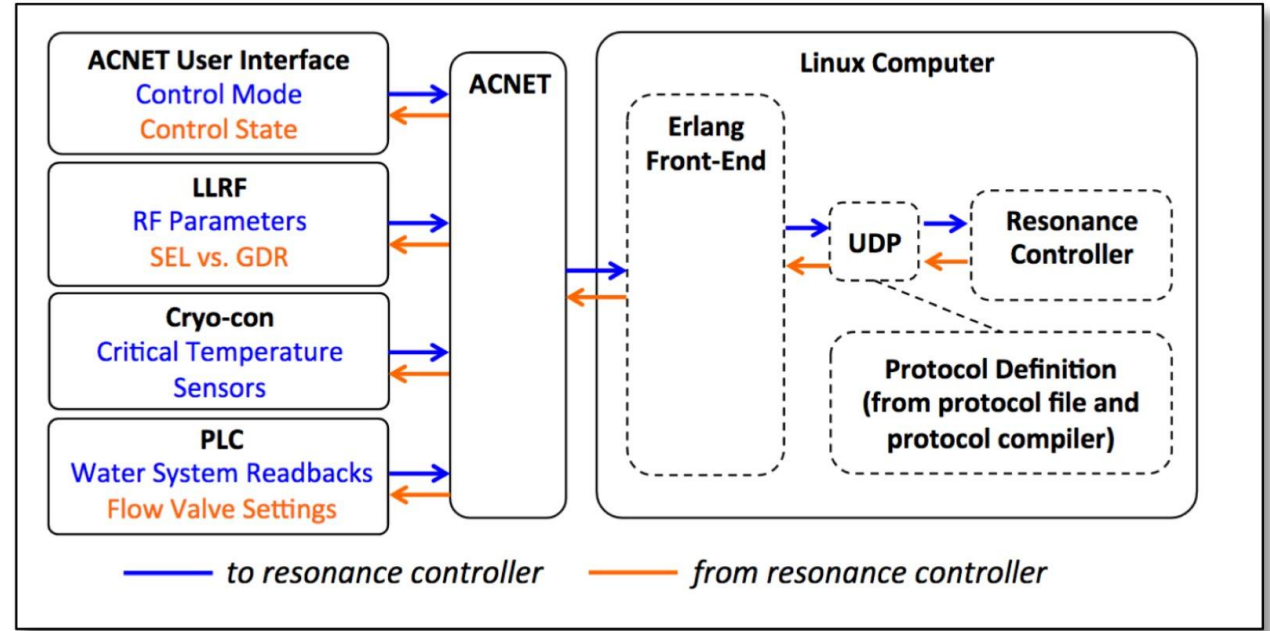 ACNET User Interface
Control Mode
Control State
LLRF
RF Parameters
SEL vs. GDR
Cryo-con
Critical Temperature
Sensors
PLC
Water System Readbacks
Flow Valve Settings
ACNET
Linux Computer
Erlang
Front-End
UDP
Resonance
Controller
Protocol Definition
(from protocol file and
protocol compiler)
to resonance controller
from resonance controller